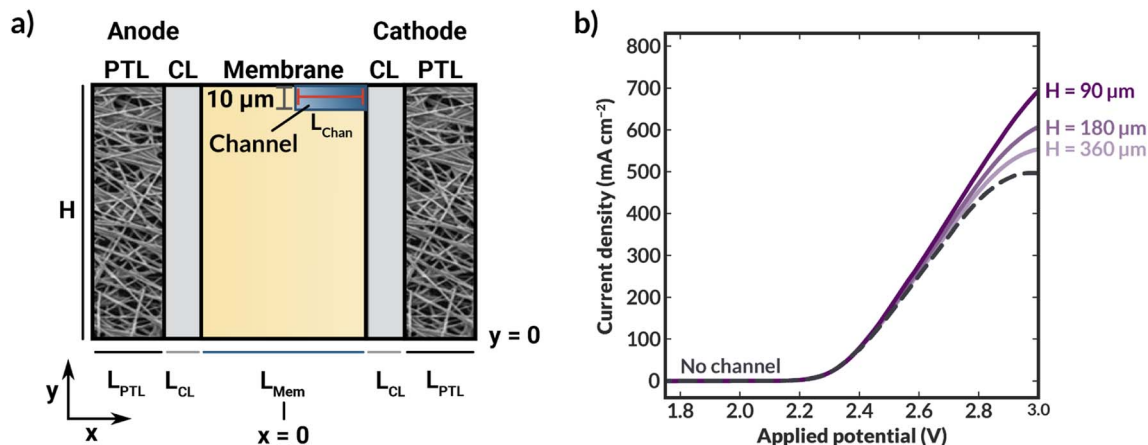 a)
Anode Cathode
PTL CL Membrane CL PTL
10 µm
L_Chan
Channel
H
y = 0
L_PTL L_CL L_Mem L_CL L_PTL
x = 0
y
x
b)
Current density (mA cm⁻²)
800
700
600
500
400
300
200
100
0
H = 90 µm
H = 180 µm
H = 360 µm
No channel
1.8 2.0 2.2 2.4 2.6 2.8 3.0
Applied potential (V)